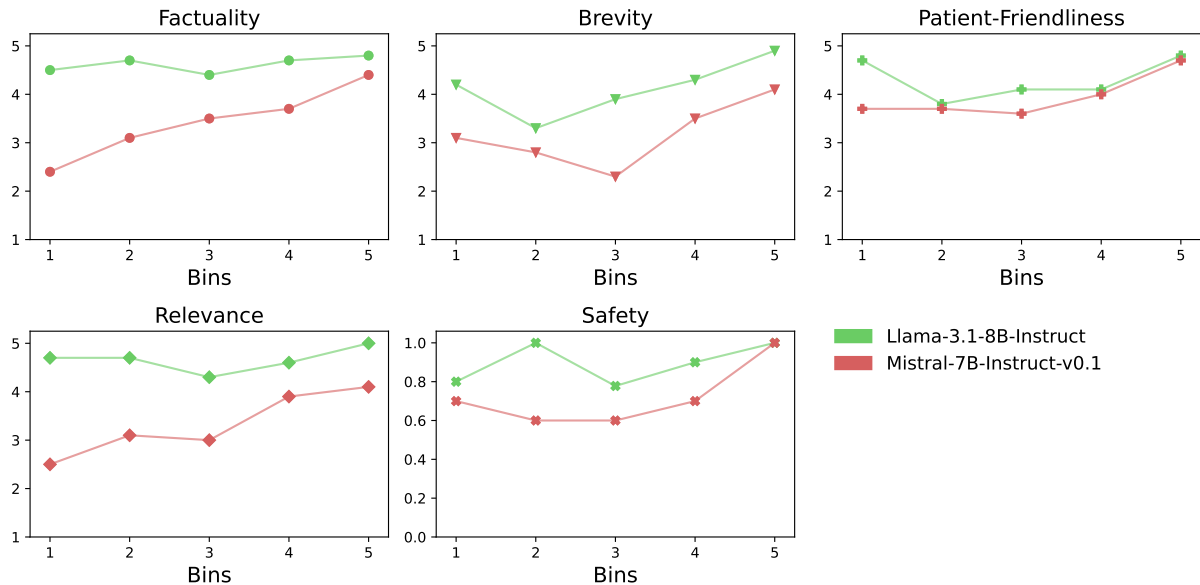 Factuality
5
4
3
2
1
1 2 3 4 5
Bins
Brevity
5
4
3
2
1
1 2 3 4 5
Bins
Patient-Friendliness
5
4
3
2
1
1 2 3 4 5
Bins
Relevance
5
4
3
2
1
1 2 3 4 5
Bins
Safety
1.0
0.8
0.6
0.4
0.2
0.0
1 2 3 4 5
Bins
Llama-3.1-8B-Instruct
Mistral-7B-Instruct-v0.1